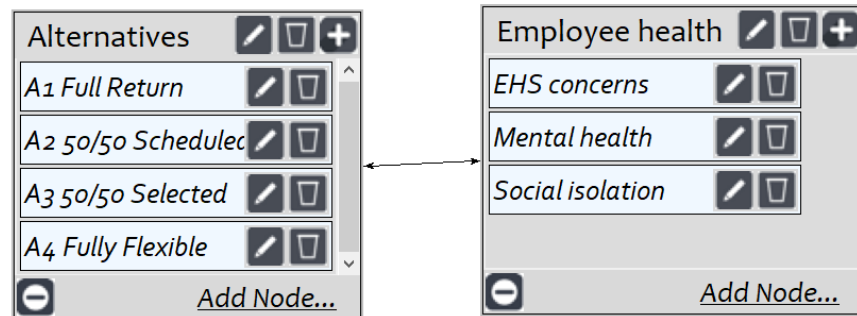 Alternatives
A1 Full Return
A2 50/50 Scheduled
A3 50/50 Selected
A4 Fully Flexible
Add Node...
Employee health
EHS concerns
Mental health
Social isolation
Add Node...